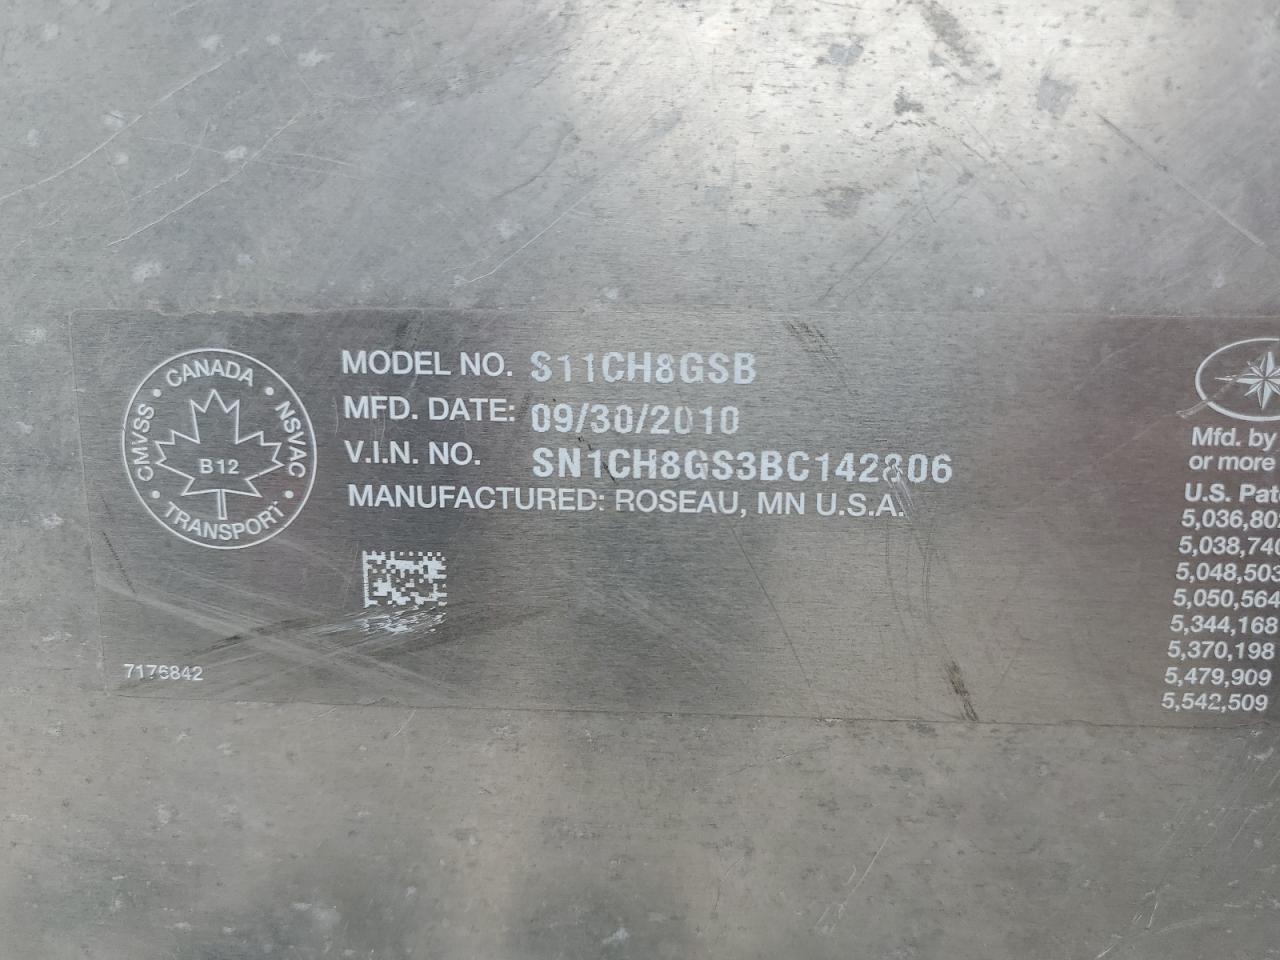 CANADA
CMVSS
NSVAC
B12
TRANSPORT
MODEL NO. S11CH8GSB
MFD. DATE: 09/30/2010
V.I.N. NO. SN1CH8GS3BC142806
MANUFACTURED: ROSEAU, MN U.S.A.
7176842
Mfd. by
or more
U.S. Pat
5,036,80
5,038,740
5,048,503
5,050,564
5,344,168
5,370,198
5,479,909
5,542,509